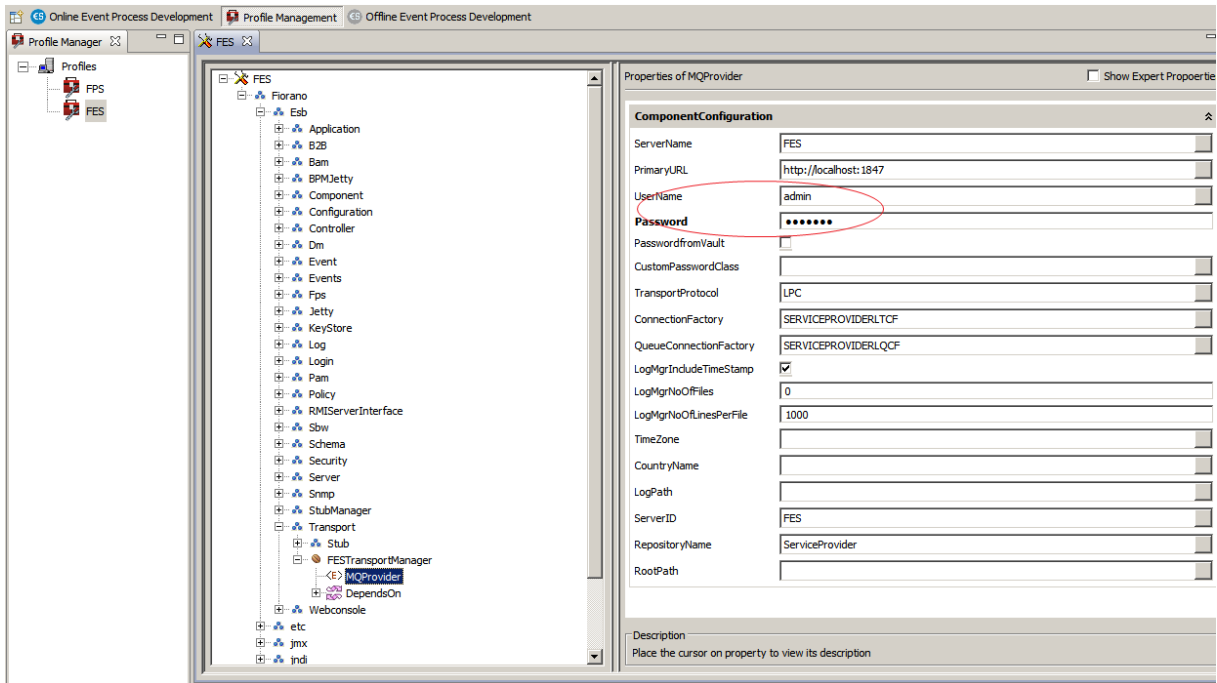 Online Event Process Development Profile Management Offline Event Process Development
Profile Manager
Profiles
FPS
FES
FES
FES
Fiorano
Esb
Application
B2B
Bam
BPMJetty
Component
Configuration
Controller
Dm
Event
Events
Fps
Jetty
KeyStore
Log
Login
Pam
Policy
RMIServerInterface
Sbw
Schema
Security
Server
Snmp
StubManager
Transport
Stub
FESTransportManager
<E> MQProvider
DependsOn
Webconsole
etc
jmx
jndi
Properties of MQProvider Show Expert Propoertie
ComponentConfiguration
ServerName FES
PrimaryURL http://localhost:1847
UserName admin
Password •••••••
PasswordfromVault
CustomPasswordClass
TransportProtocol LPC
ConnectionFactory SERVICEPROVIDERLTCF
QueueConnectionFactory SERVICEPROVIDERLQCF
LogMgrIncludeTimeStamp
LogMgrNoOfFiles 0
LogMgrNoOfLinesPerFile 1000
TimeZone
CountryName
LogPath
ServerID FES
RepositoryName ServiceProvider
RootPath
Description
Place the cursor on property to view its description